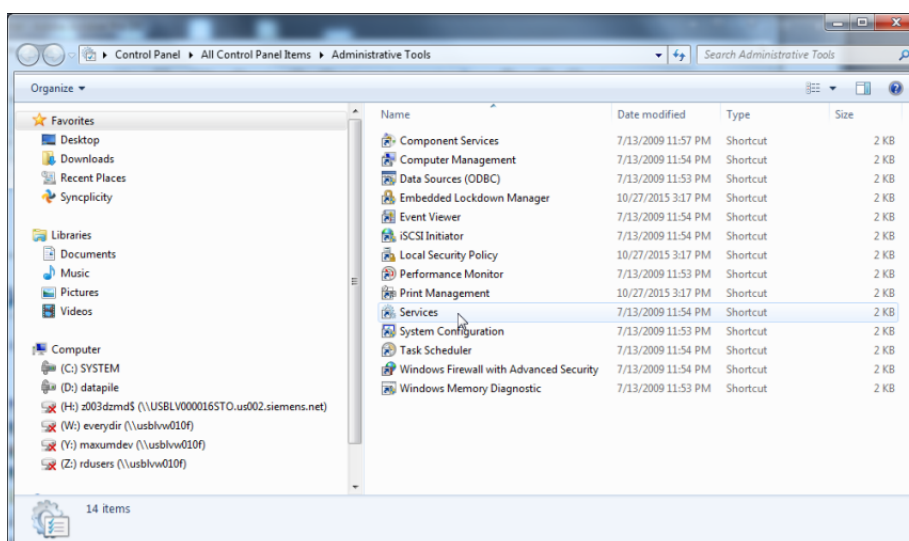 Control Panel ▸ All Control Panel Items ▸ Administrative Tools
Search Administrative Tools
Organize
Name Date modified Type Size
Favorites
Desktop
Downloads
Recent Places
Syncplicity
Libraries
Documents
Music
Pictures
Videos
Computer
(C:) SYSTEM
(D:) datapile
(H:) z003dzmd$ (\\USBLV000016STO.us002.siemens.net)
(W:) everydir (\\usblvw010f)
(Y:) maxumdev (\\usblvw010f)
(Z:) rdusers (\\usblvw010f)
Component Services 7/13/2009 11:57 PM Shortcut 2 KB
Computer Management 7/13/2009 11:54 PM Shortcut 2 KB
Data Sources (ODBC) 7/13/2009 11:53 PM Shortcut 2 KB
Embedded Lockdown Manager 10/27/2015 3:17 PM Shortcut 2 KB
Event Viewer 7/13/2009 11:54 PM Shortcut 2 KB
iSCSI Initiator 7/13/2009 11:54 PM Shortcut 2 KB
Local Security Policy 10/27/2015 3:17 PM Shortcut 2 KB
Performance Monitor 7/13/2009 11:53 PM Shortcut 2 KB
Print Management 10/27/2015 3:17 PM Shortcut 2 KB
Services 7/13/2009 11:54 PM Shortcut 2 KB
System Configuration 7/13/2009 11:53 PM Shortcut 2 KB
Task Scheduler 7/13/2009 11:54 PM Shortcut 2 KB
Windows Firewall with Advanced Security 7/13/2009 11:54 PM Shortcut 2 KB
Windows Memory Diagnostic 7/13/2009 11:53 PM Shortcut 2 KB
14 items